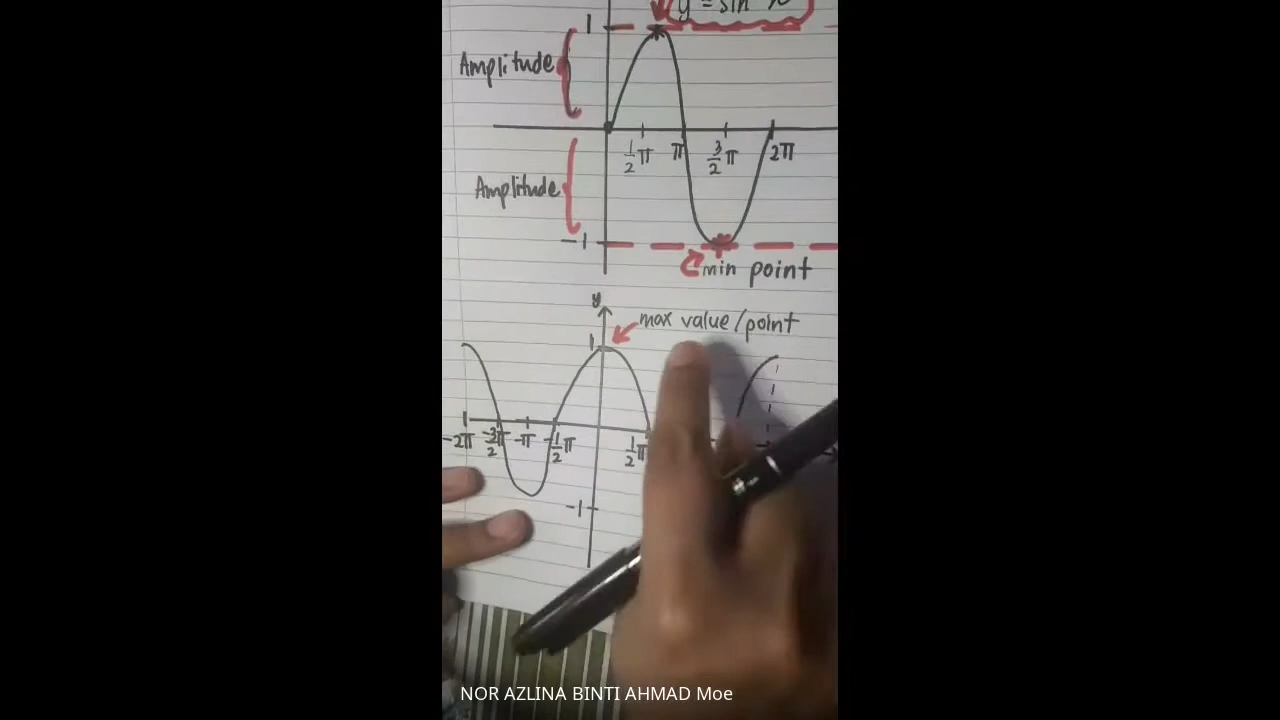 y = sin x
1
Amplitude
½π π 3/2π 2π
Amplitude
-1
min point
y
max value/point
1
-2π -3/2π -π -1/2π ½π
-1
NOR AZLINA BINTI AHMAD Moe